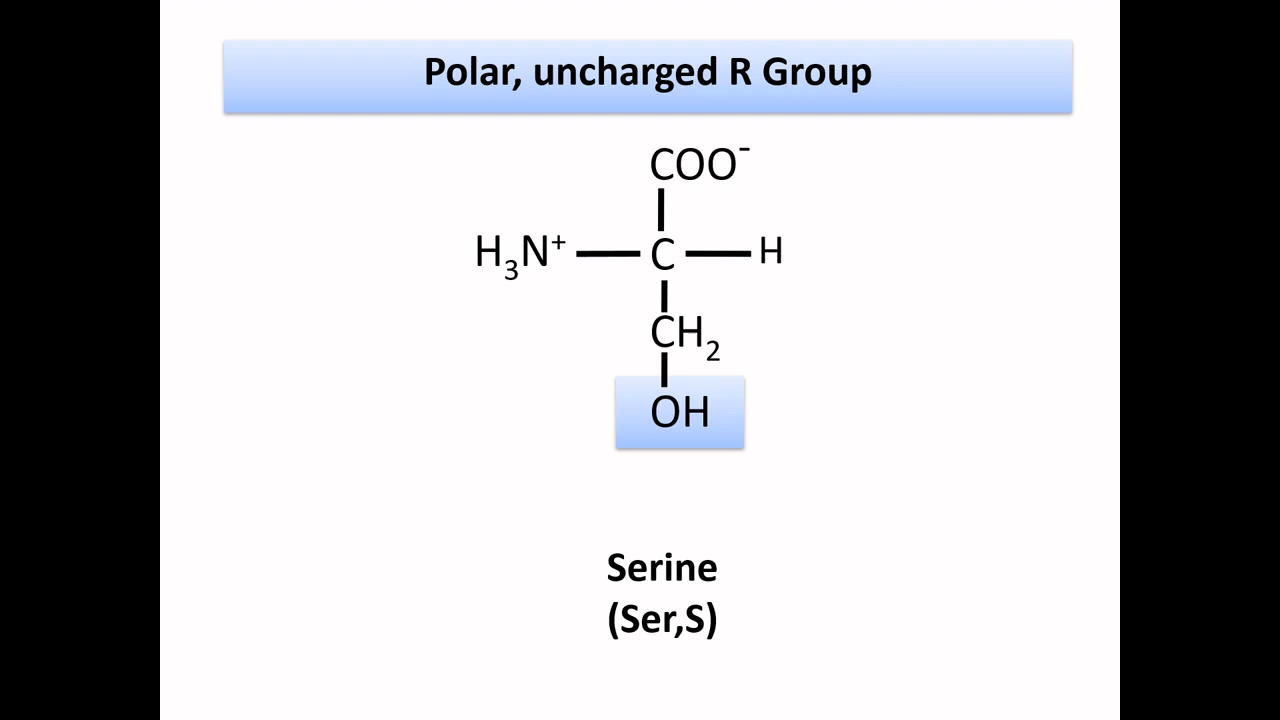 Polar, uncharged R Group
COO⁻
H₃N⁺ C H
CH₂
OH
Serine
(Ser,S)